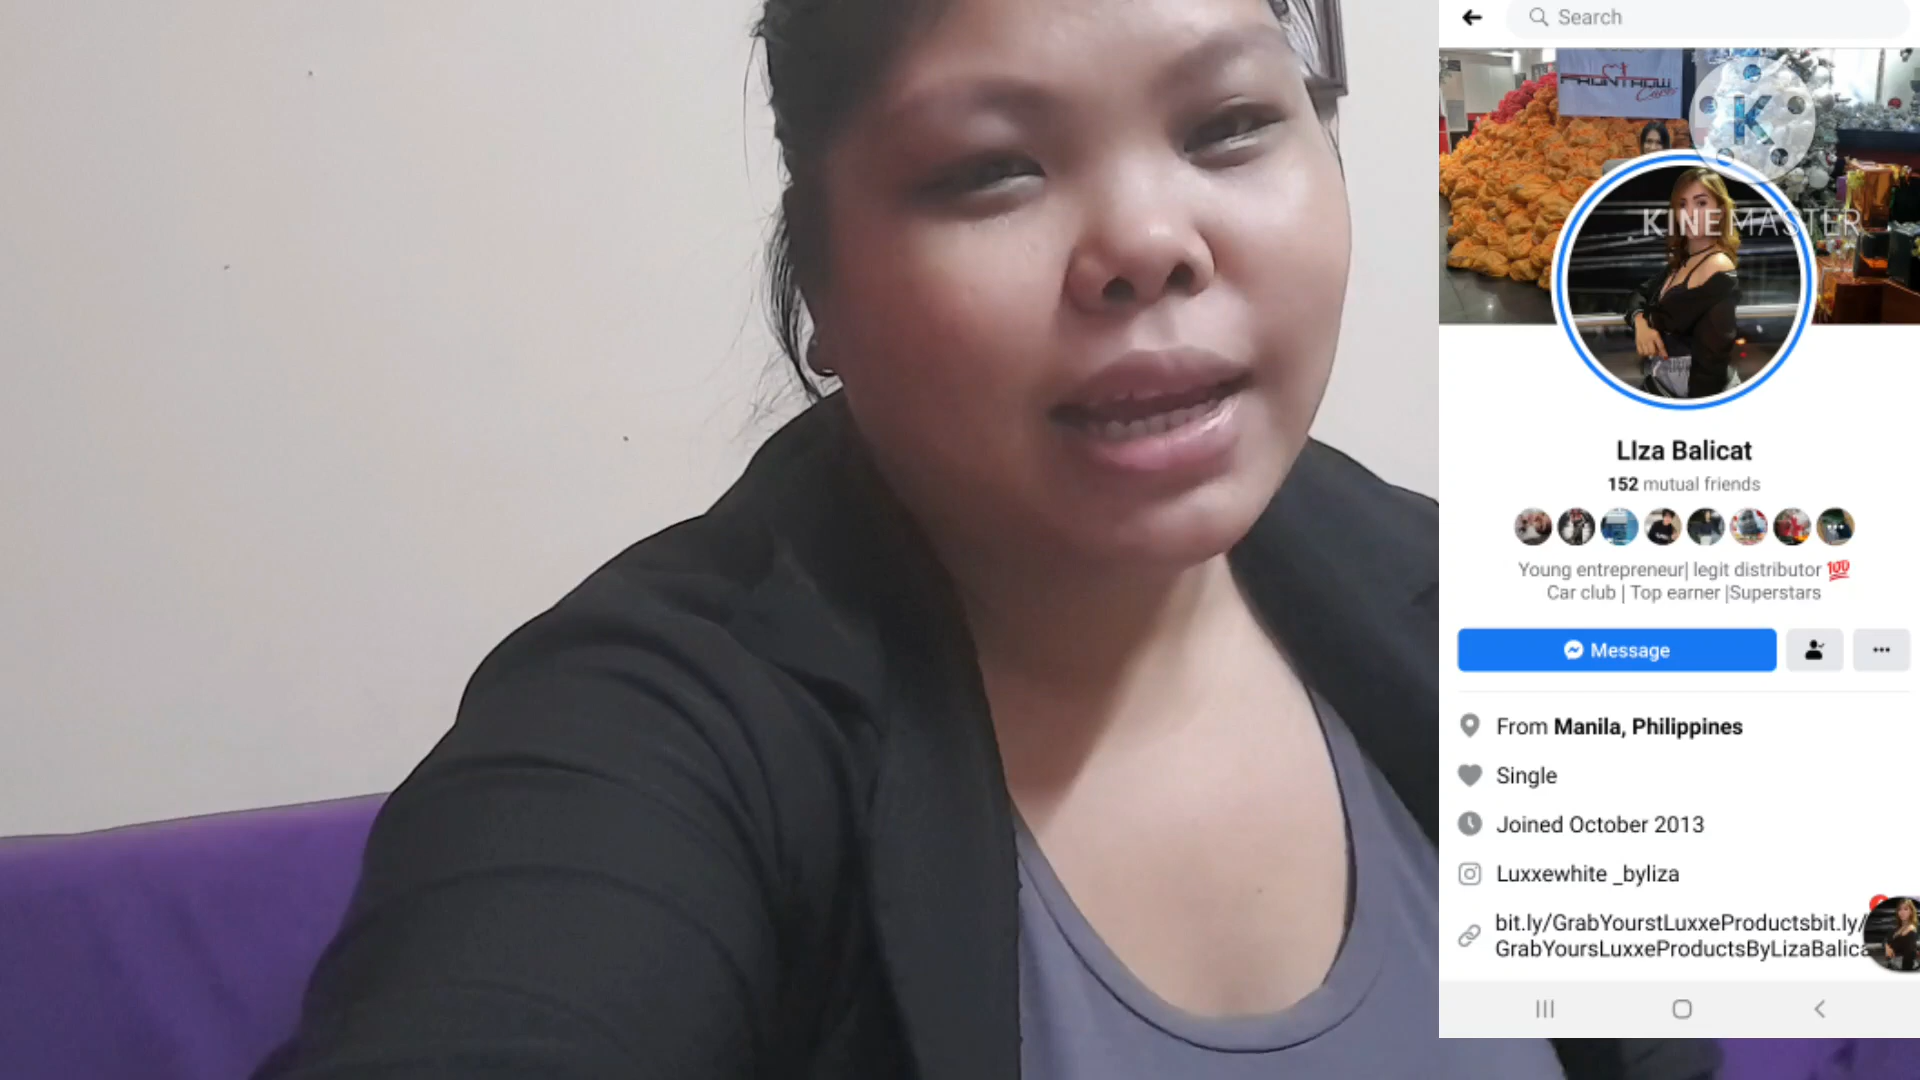 Search
FRONTROW
Cares
K
KINEMASTER
LIza Balicat
152 mutual friends
Young entrepreneur| legit distributor 💯
Car club | Top earner |Superstars
Message
From Manila, Philippines
Single
Joined October 2013
Luxxewhite _byliza
bit.ly/GrabYourstLuxxeProductsbit.ly/
GrabYoursLuxxeProductsByLizaBalica